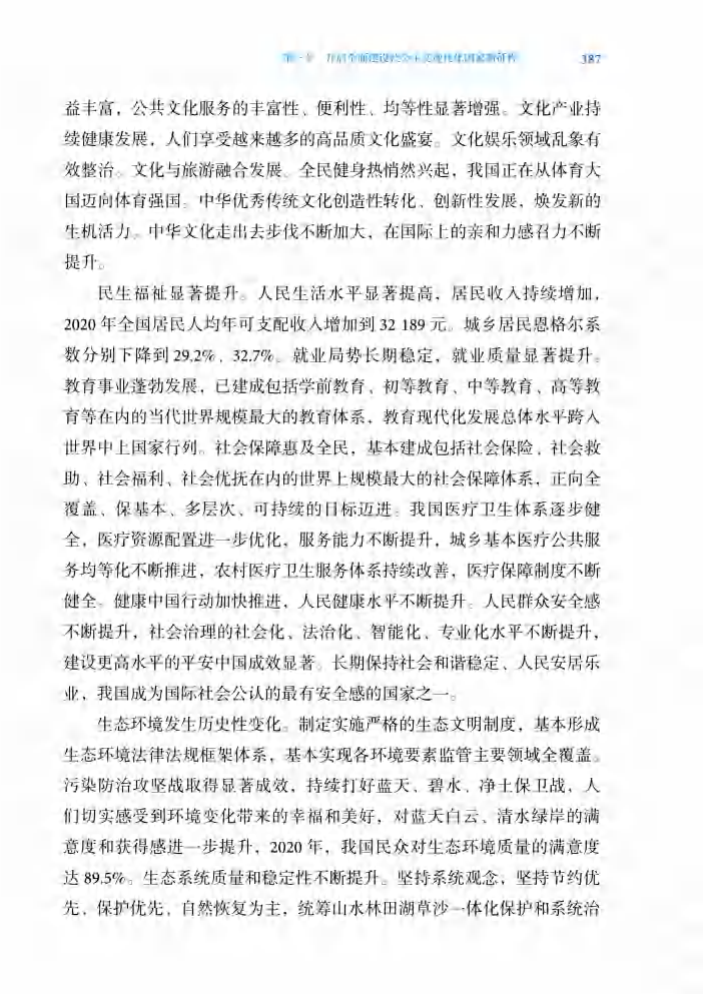 387
益丰富，公共文化服务的丰富性、便利性、均等性显著增强。文化产业持
续健康发展，人们享受越来越多的高品质文化盛宴。文化娱乐领域乱象有
效整治。文化与旅游融合发展、全民健身热悄然兴起，我国正在从体育大
国迈向体育强国。中华优秀传统文化创造性转化、创新性发展，焕发新的
生机活力。中华文化走出去步伐不断加大，在国际上的亲和力感召力不断
提升。
民生福祉显著提升。人民生活水平显著提高，居民收入持续增加，
2020 年全国居民人均年可支配收入增加到 32 189 元。城乡居民恩格尔系
数分别下降到 29.2%、32.7%。就业局势长期稳定，就业质量显著提升。
教育事业蓬勃发展，已建成包括学前教育、初等教育、中等教育、高等教
育等在内的当代世界规模最大的教育体系，教育现代化发展总体水平跨入
世界中上国家行列。社会保障惠及全民，基本建成包括社会保险、社会救
助、社会福利、社会优抚在内的世界上规模最大的社会保障体系，正向全
覆盖、保基本、多层次、可持续的目标迈进。我国医疗卫生体系逐步健
全，医疗资源配置进一步优化，服务能力不断提升，城乡基本医疗公共服
务均等化不断推进，农村医疗卫生服务体系持续改善，医疗保障制度不断
健全。健康中国行动加快推进，人民健康水平不断提升。人民群众安全感
不断提升，社会治理的社会化、法治化、智能化、专业化水平不断提升，
建设更高水平的平安中国成效显著。长期保持社会和谐稳定、人民安居乐
业，我国成为国际社会公认的最有安全感的国家之一。
生态环境发生历史性变化。制定实施严格的生态文明制度，基本形成
生态环境法律法规框架体系，基本实现各环境要素监管主要领域全覆盖。
污染防治攻坚战取得显著成效，持续打好蓝天、碧水、净土保卫战，人
们切实感受到环境变化带来的幸福和美好，对蓝天白云、清水绿岸的满
意度和获得感进一步提升，2020 年，我国民众对生态环境质量的满意度
达 89.5%。生态系统质量和稳定性不断提升。坚持系统观念，坚持节约优
先、保护优先、自然恢复为主，统筹山水林田湖草沙一体化保护和系统治